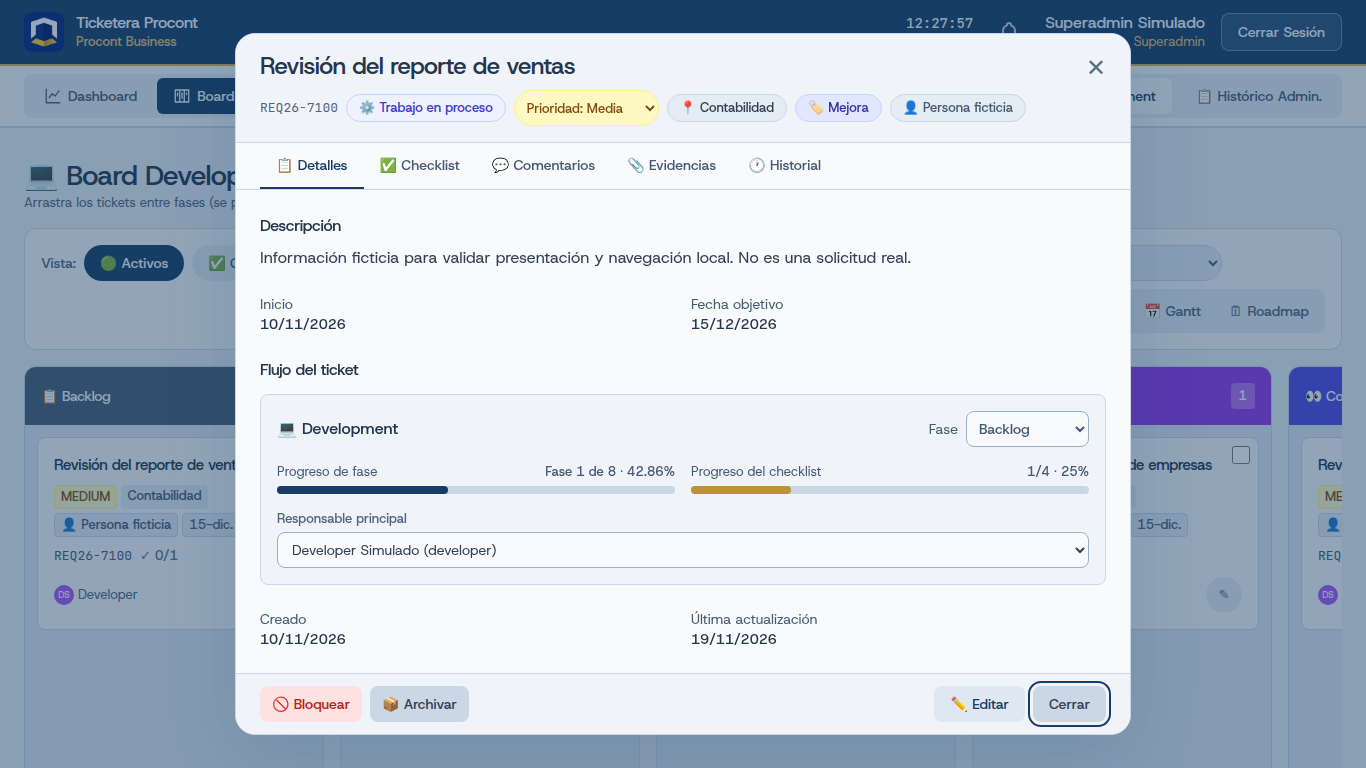 Ticketera Procont
Procont Business
12:27:57
Superadmin Simulado
Superadmin
Cerrar Sesión
Dashboard
Board
Histórico Admin.
Board Develop
Arrastra los tickets entre fases (se p
Vista:
Activos
Gantt
Roadmap
Backlog
1
Revisión del reporte de vent
MEDIUM
Contabilidad
Persona ficticia
15-dic.
REQ26-7100 ✓ 0/1
DS Developer
de empresas
15-dic.
✎
Co
Rev
ME
REQ
DS
Revisión del reporte de ventas
✕
REQ26-7100
Trabajo en proceso
Prioridad: Media
Contabilidad
Mejora
Persona ficticia
Detalles
Checklist
Comentarios
Evidencias
Historial
Descripción
Información ficticia para validar presentación y navegación local. No es una solicitud real.
Inicio
10/11/2026
Fecha objetivo
15/12/2026
Flujo del ticket
Development
Fase
Backlog
Progreso de fase
Fase 1 de 8 · 42.86%
Progreso del checklist
1/4 · 25%
Responsable principal
Developer Simulado (developer)
Creado
10/11/2026
Última actualización
19/11/2026
Bloquear
Archivar
Editar
Cerrar